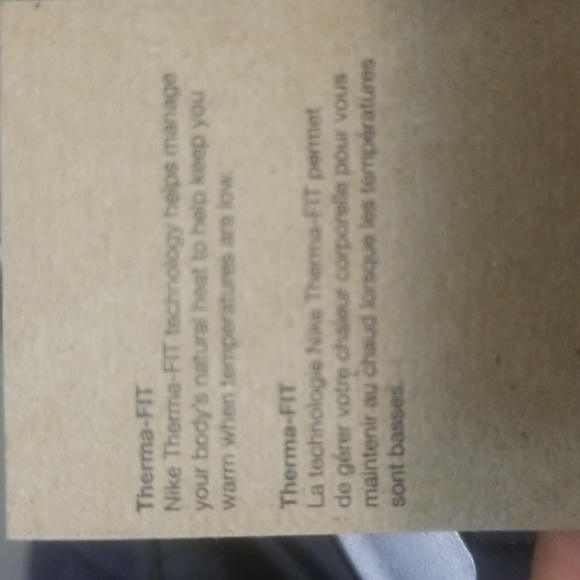 Therma-FIT
Nike Therma-FIT technology helps manage
your body's natural heat to help keep you
warm when temperatures are low.
Therma-FIT
La technologie Nike Therma-FIT permet
de gérer votre chaleur corporelle pour vous
maintenir au chaud lorsque les températures
sont basses.